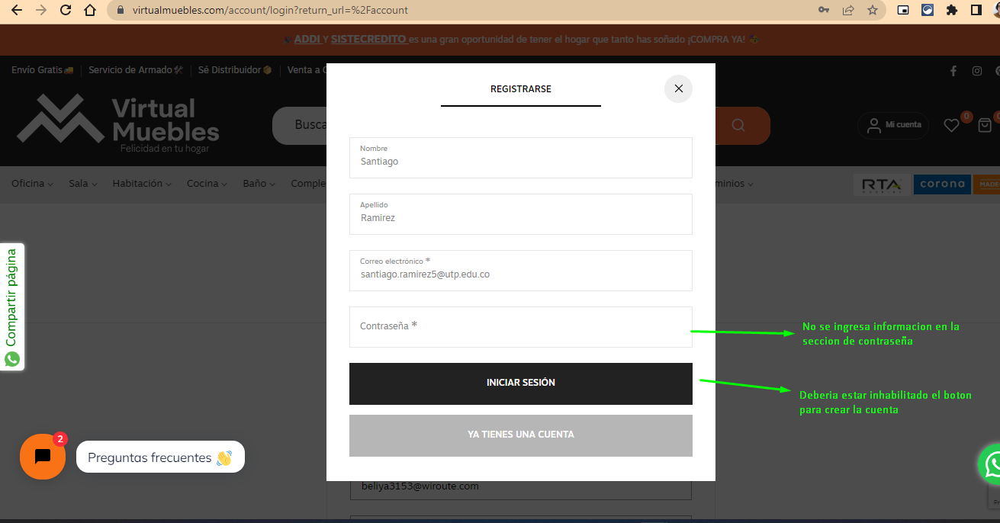 virtualmuebles.com/account/login?return_url=%2Faccount
ADDI Y SISTECREDITO es una gran oportunidad de tener el hogar que tanto has soñado ¡COMPRA YA!
Envío Gratis Servicio de Armado Sé Distribuidor Venta a
REGISTRARSE
Virtual
Muebles
Felicidad en tu hogar
Busca
Mi cuenta
0
Oficina Sala Habitación Cocina Baño Comple
minios
RTA
corona
MADE
Nombre
Santiago
Apellido
Ramirez
Correo electrónico *
santiago.ramirez5@utp.edu.co
Contraseña *
No se ingresa informacion en la
seccion de contraseña
INICIAR SESIÓN
Deberia estar inhabilitado el boton
para crear la cuenta
YA TIENES UNA CUENTA
Compartir página
2
Preguntas frecuentes
beliya3153@wiroute.com